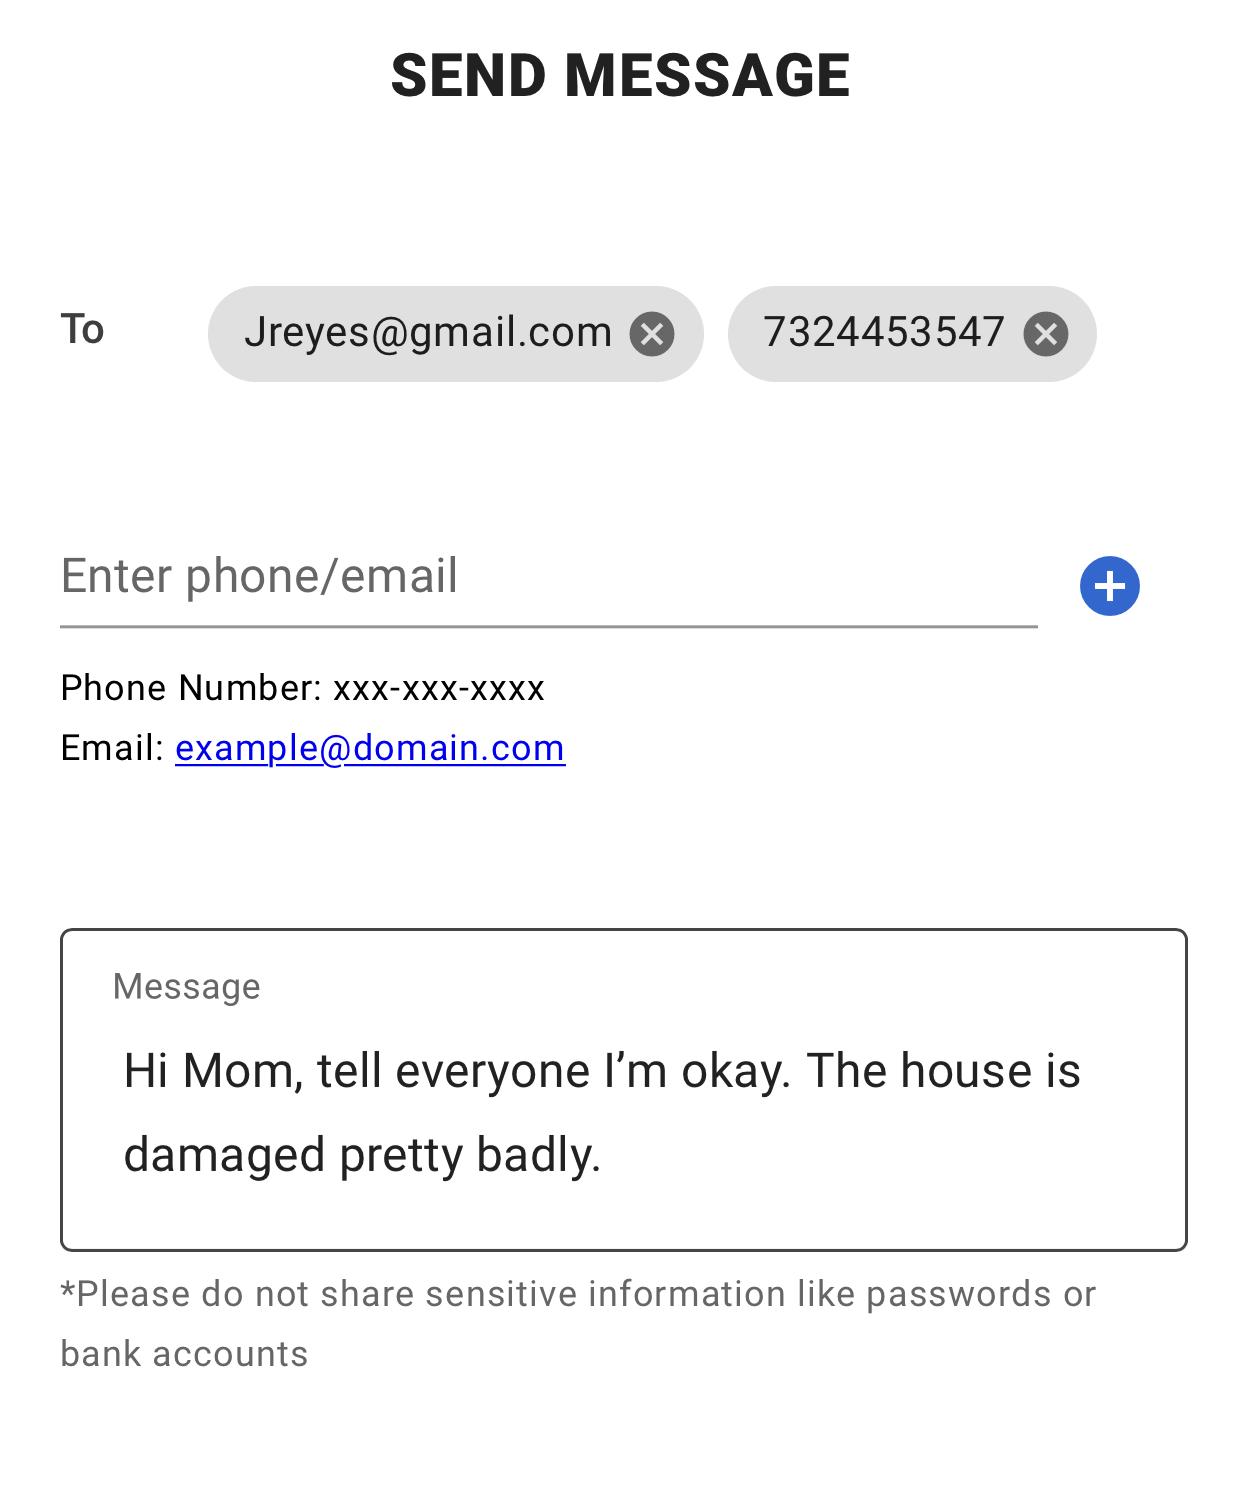 SEND MESSAGE
To Jreyes@gmail.com 7324453547
Enter phone/email
Phone Number: xxx-xxx-xxxx
Email: example@domain.com
Message
Hi Mom, tell everyone I’m okay. The house is
damaged pretty badly.
*Please do not share sensitive information like passwords or
bank accounts